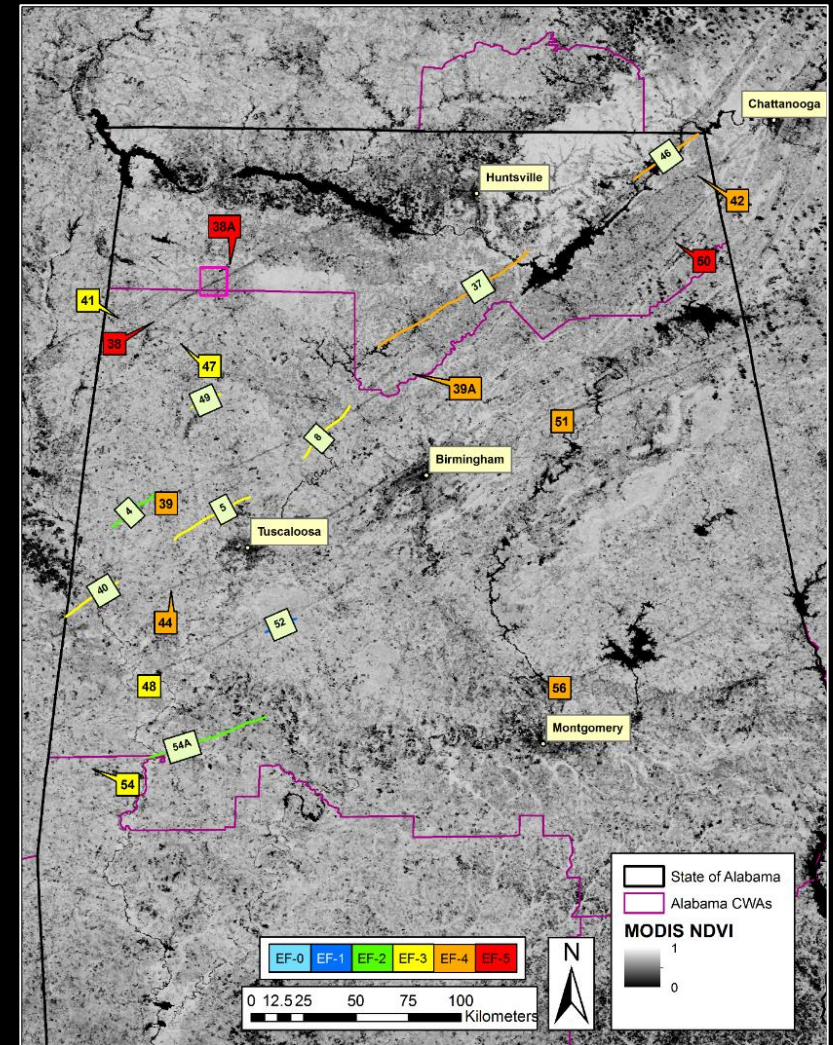 Chattanooga
46
Huntsville
42
38A
50
37
41
38
47
39A
49
51
6
Birmingham
39
4
5
Tuscaloosa
40
44
52
48
56
Montgomery
54A
54
State of Alabama
Alabama CWAs
MODIS NDVI
1
0
EF-0 EF-1 EF-2 EF-3 EF-4 EF-5
N
0 12.5 25 50 75 100
Kilometers